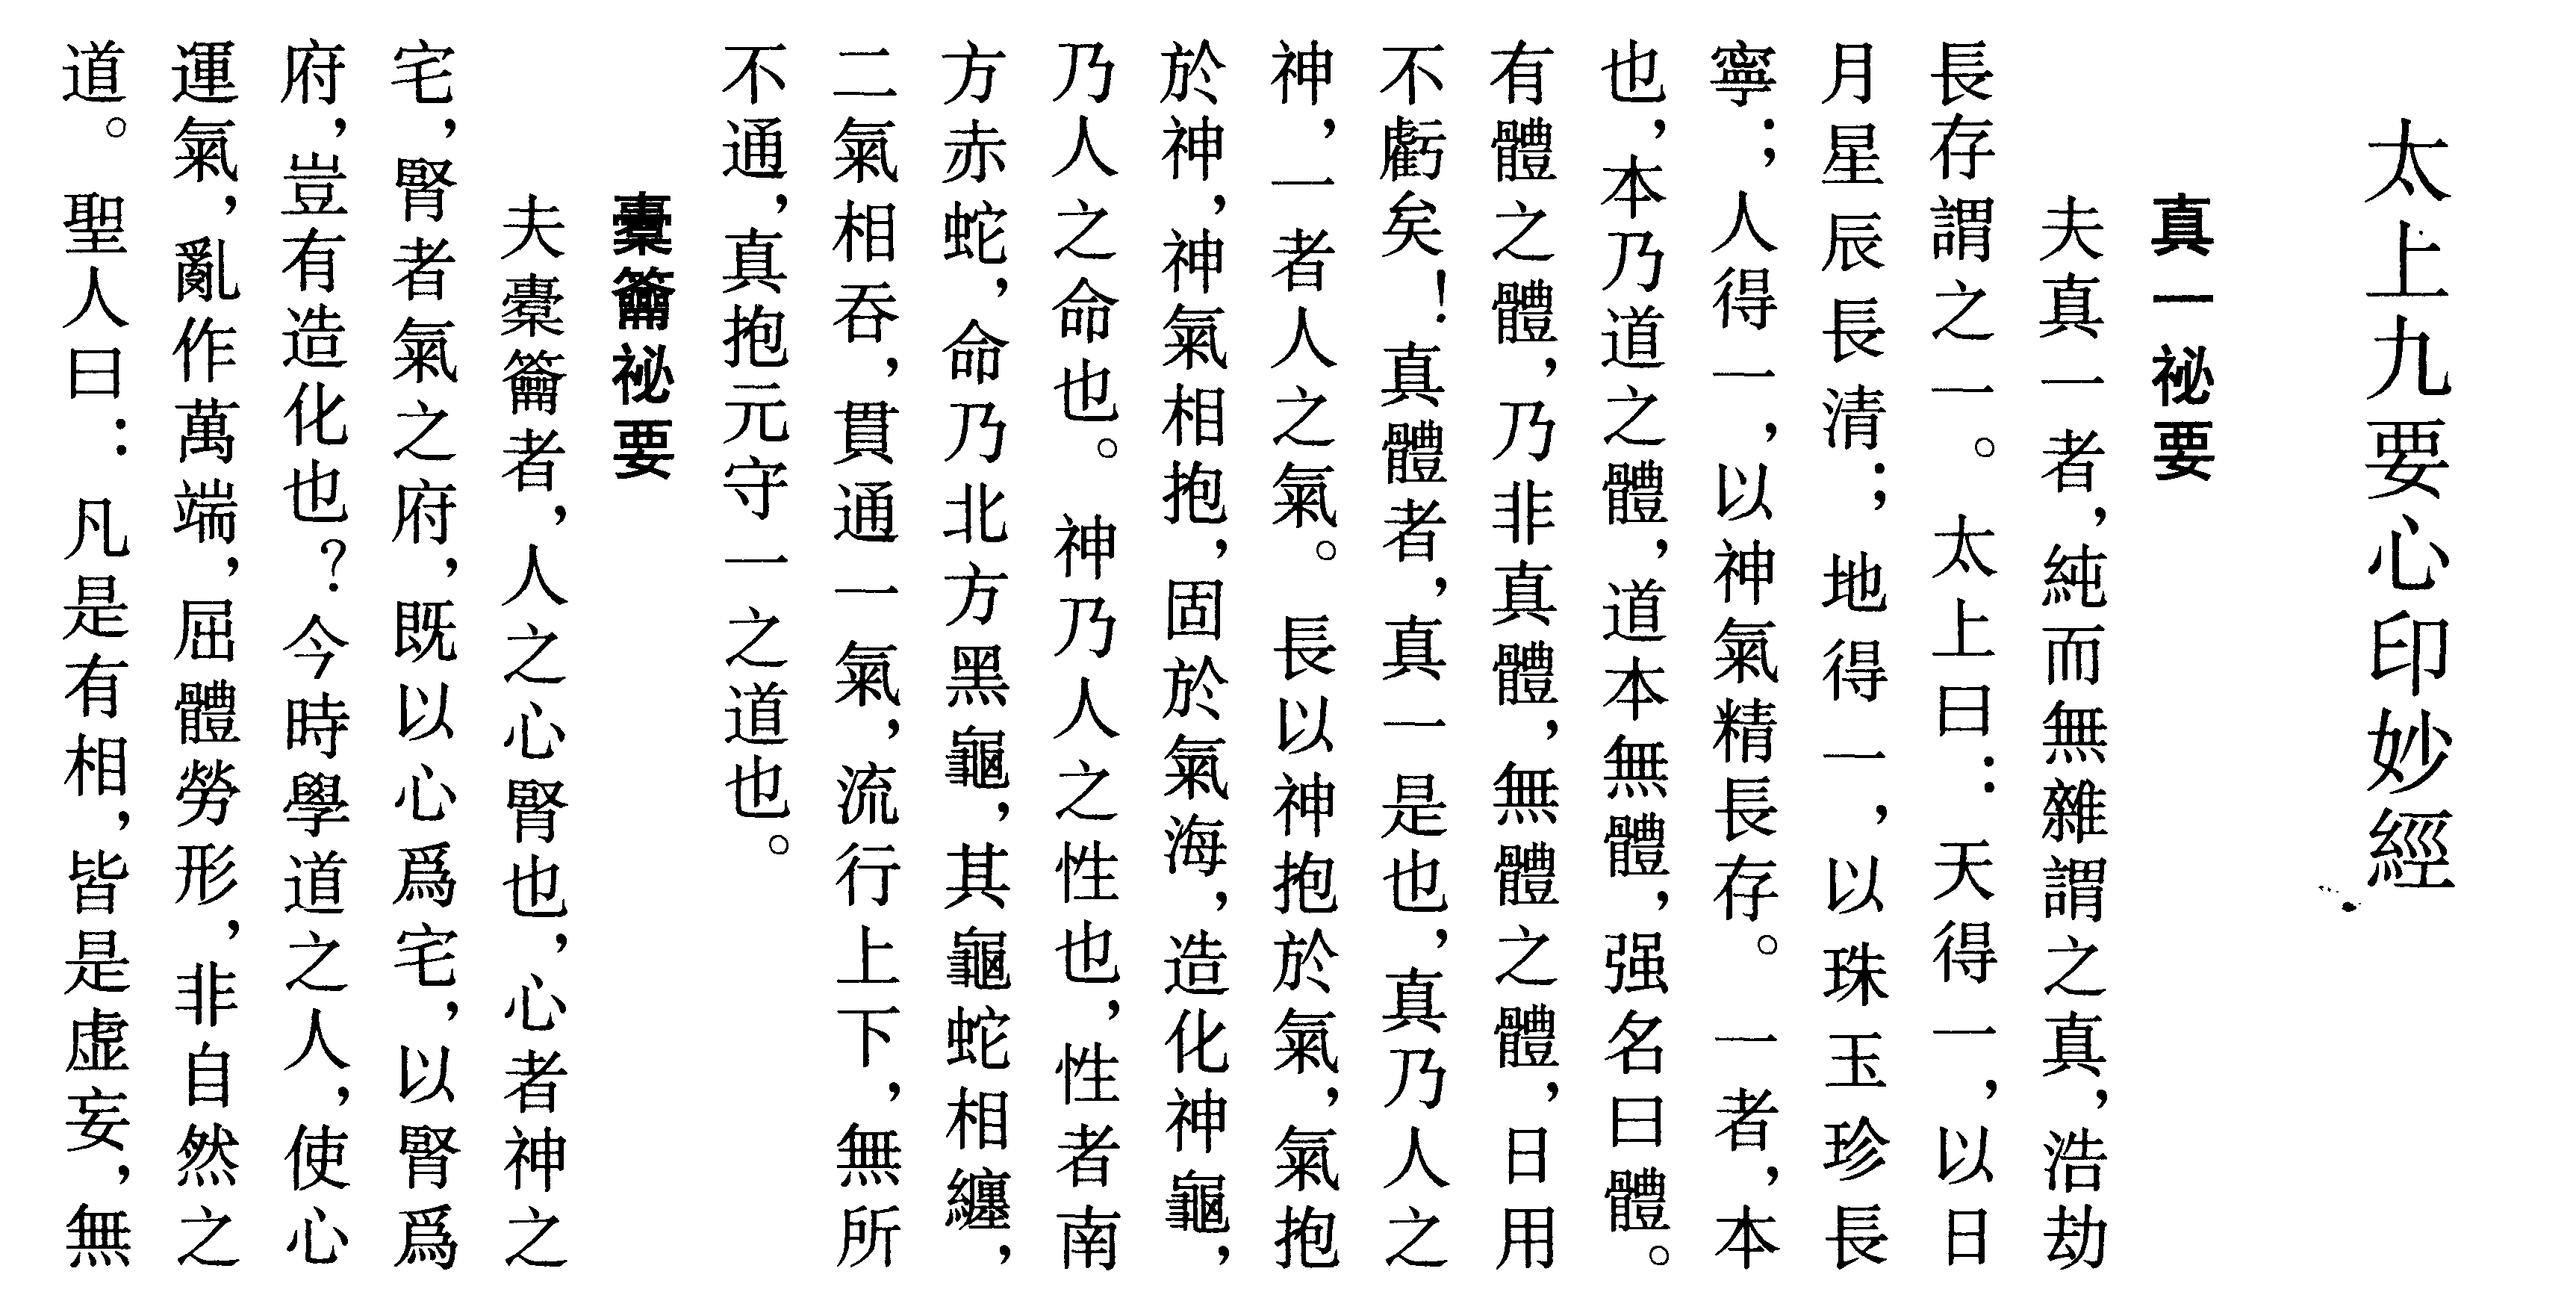 太上九要心印妙經
真一祕要
夫真一者，純而無雜謂之真，浩劫
長存謂之一。太上曰：天得一，以日
月星辰長清；地得一，以珠玉珍長
寧；人得一，以神氣精長存。一者，本
也，本乃道之體，道本無體，强名曰體。
有體之體，乃非真體，無體之體，日用
不虧矣！真體者，真一是也，真乃人之
神，一者人之氣。長以神抱於氣，氣抱
於神，神氣相抱，固於氣海，造化神龜，
乃人之命也。神乃人之性也，性者南
方赤蛇，命乃北方黑龜，其龜蛇相纏，
二氣相吞，貫通一氣，流行上下，無所
不通，真抱元守一之道也。
橐籥祕要
夫橐籥者，人之心腎也，心者神之
宅，腎者氣之府，既以心爲宅，以腎爲
府，豈有造化也？今時學道之人，使心
運氣，亂作萬端，屈體勞形，非自然之
道。聖人曰：凡是有相，皆是虚妄，無